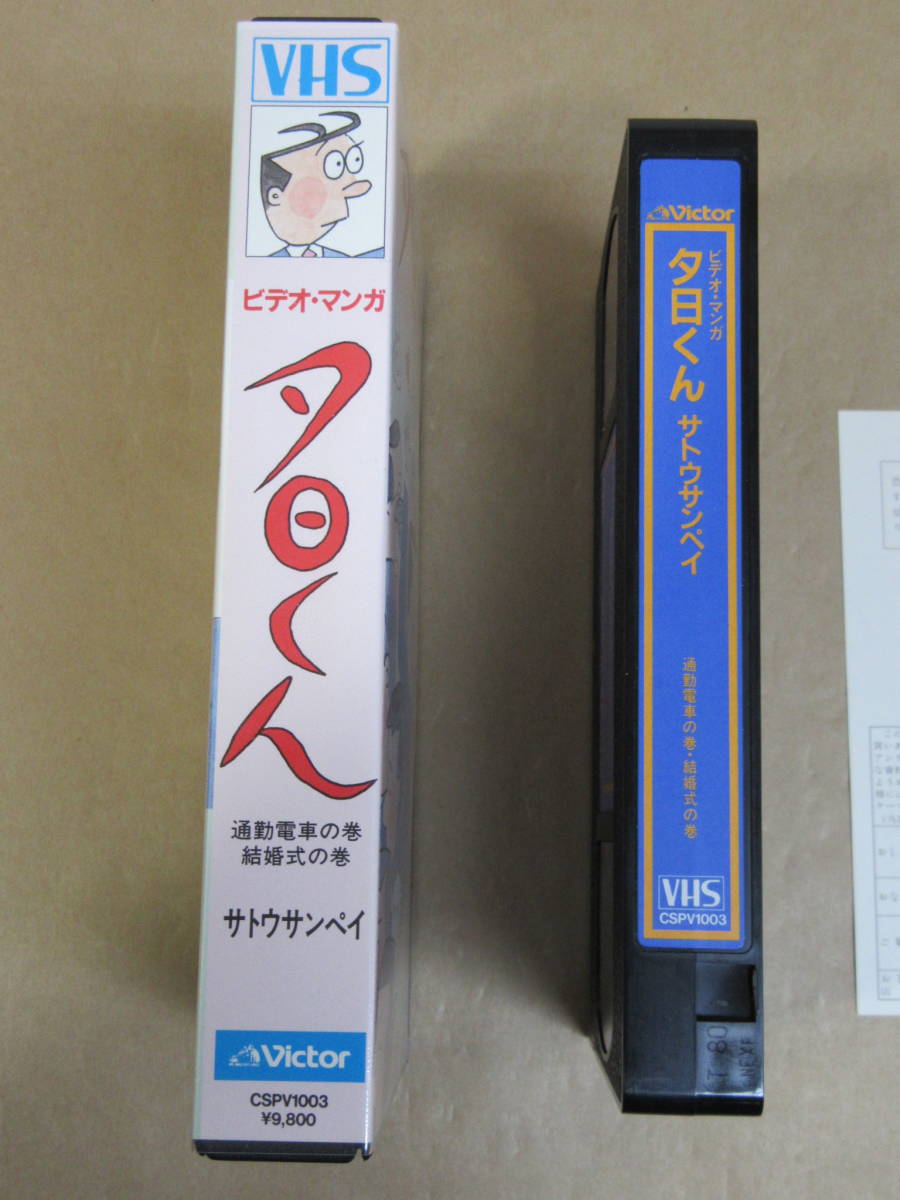 VHS
ビデオ・マンガ
夕日くん
通勤電車の巻
結婚式の巻
サトウサンペイ
Victor
CSPV1003
¥9,800
Victor
ビデオ・マンガ
夕日くん サトウサンペイ
通勤電車の巻・結婚式の巻
VHS
CSPV1003
T 80